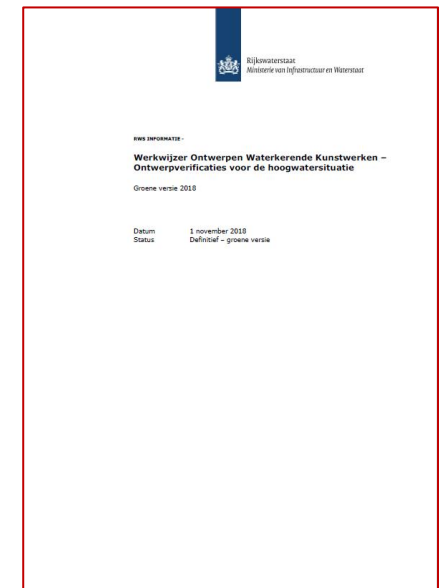 Rijkswaterstaat
Ministerie van Infrastructuur en Waterstaat
RWS INFORMATIE -
Werkwijzer Ontwerpen Waterkerende Kunstwerken –
Ontwerpverificaties voor de hoogwatersituatie
Groene versie 2018
Datum 1 november 2018
Status Definitief – groene versie